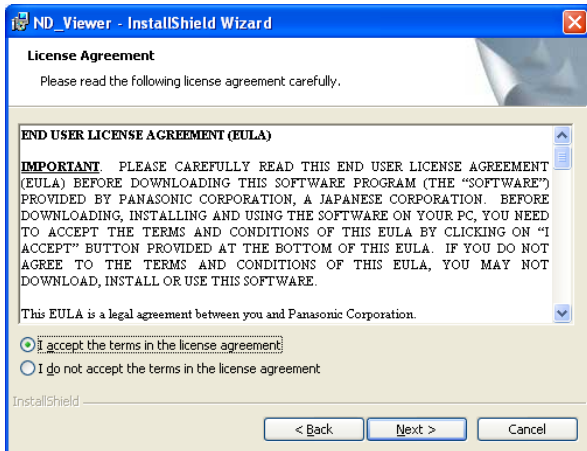 ND_Viewer - InstallShield Wizard
License Agreement
Please read the following license agreement carefully.
END USER LICENSE AGREEMENT (EULA)
IMPORTANT. PLEASE CAREFULLY READ THIS END USER LICENSE AGREEMENT
(EULA) BEFORE DOWNLOADING THIS SOFTWARE PROGRAM (THE “SOFTWARE”)
PROVIDED BY PANASONIC CORPORATION, A JAPANESE CORPORATION. BEFORE
DOWNLOADING, INSTALLING AND USING THE SOFTWARE ON YOUR PC, YOU NEED
TO ACCEPT THE TERMS AND CONDITIONS OF THIS EULA BY CLICKING ON “I
ACCEPT” BUTTON PROVIDED AT THE BOTTOM OF THIS EULA. IF YOU DO NOT
AGREE TO THE TERMS AND CONDITIONS OF THIS EULA, YOU MAY NOT
DOWNLOAD, INSTALL OR USE THIS SOFTWARE.
This EULA is a legal agreement between you and Panasonic Corporation.
I accept the terms in the license agreement
I do not accept the terms in the license agreement
InstallShield
< Back
Next >
Cancel